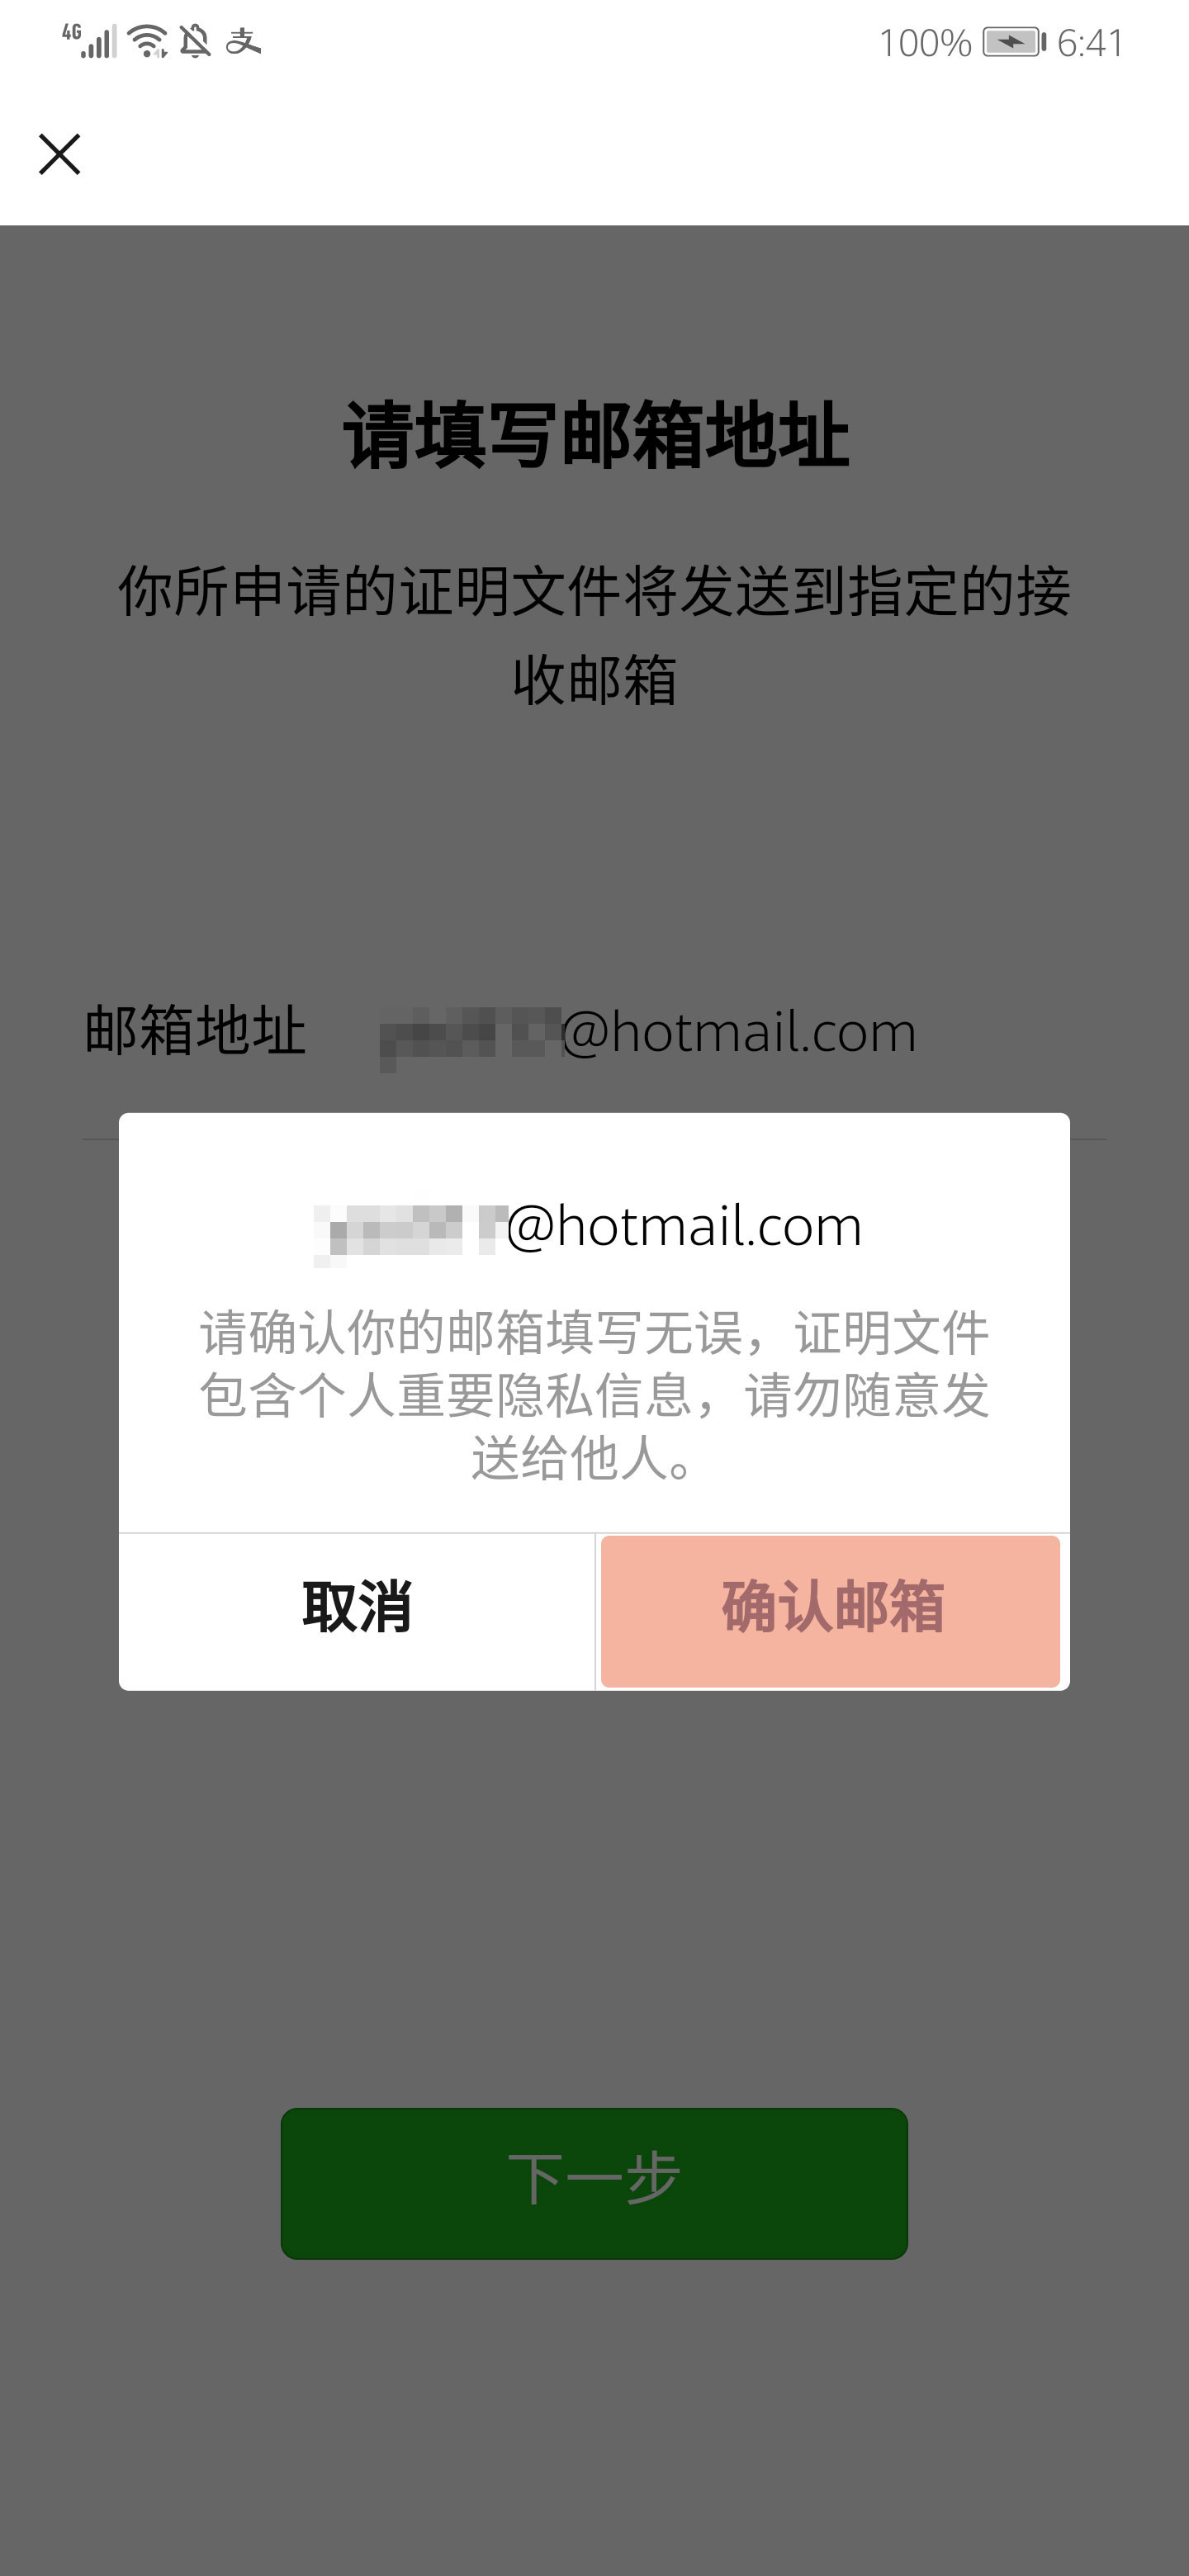 4G 支 100% 6:41
请填写邮箱地址
你所申请的证明文件将发送到指定的接
收邮箱
邮箱地址 @hotmail.com
@hotmail.com
请确认你的邮箱填写无误，证明文件
包含个人重要隐私信息，请勿随意发
送给他人。
取消 确认邮箱
下一步